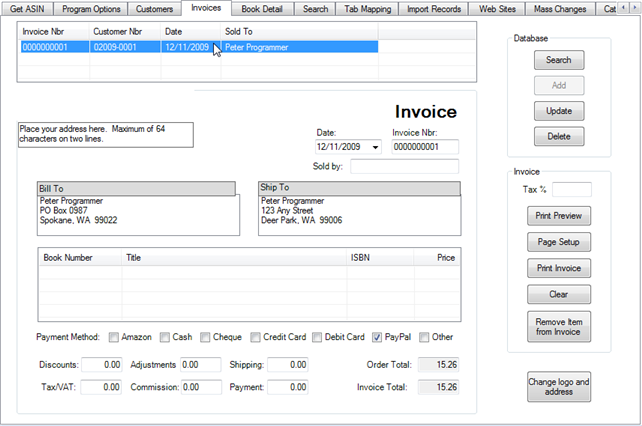 Get ASIN Program Options Customers Invoices Book Detail Search Tab Mapping Import Records Web Sites Mass Changes Cat
Invoice Nbr Customer Nbr Date Sold To
0000000001 02009-0001 12/11/2009 Peter Programmer
Database
Search
Add
Update
Delete
Invoice
Place your address here. Maximum of 64
characters on two lines.
Date: Invoice Nbr:
12/11/2009 0000000001
Sold by:
Bill To
Peter Programmer
PO Box 0987
Spokane, WA 99022
Ship To
Peter Programmer
123 Any Street
Deer Park, WA 99006
Invoice
Tax %
Print Preview
Page Setup
Print Invoice
Clear
Remove Item
from Invoice
Book Number Title ISBN Price
Payment Method: Amazon Cash Cheque Credit Card Debit Card PayPal Other
Discounts: 0.00 Adjustments 0.00 Shipping: 0.00 Order Total: 15.26
Tax/VAT: 0.00 Commission: 0.00 Payment: 0.00 Invoice Total: 15.26
Change logo and
address